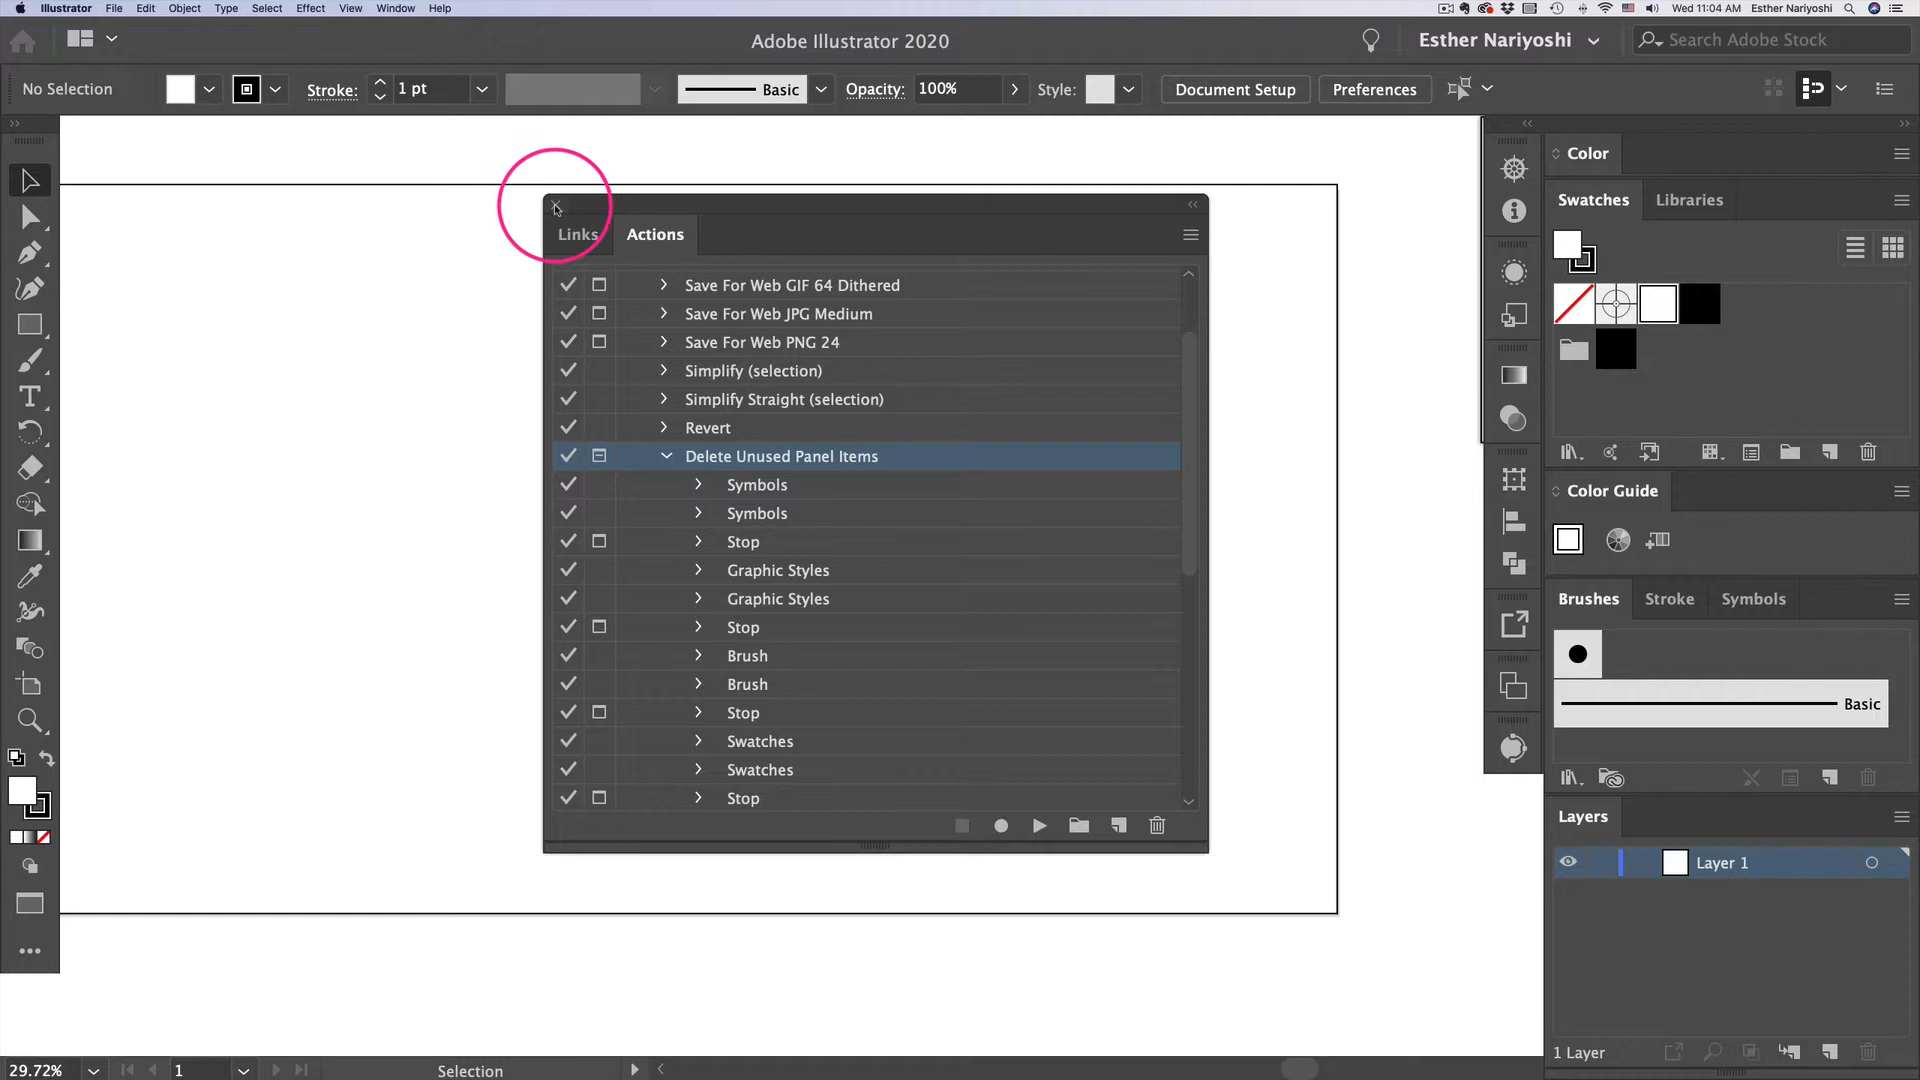 Illustrator File Edit Object Type Select Effect View Window Help
Wed 11:04 AM Esther Nariyoshi
Adobe Illustrator 2020
Esther Nariyoshi
Search Adobe Stock
No Selection
Stroke:
1 pt
Basic
Opacity:
100%
Style:
Document Setup
Preferences
Links
Actions
Save For Web GIF 64 Dithered
Save For Web JPG Medium
Save For Web PNG 24
Simplify (selection)
Simplify Straight (selection)
Revert
Delete Unused Panel Items
Symbols
Symbols
Stop
Graphic Styles
Graphic Styles
Stop
Brush
Brush
Stop
Swatches
Swatches
Stop
Color
Swatches
Libraries
Color Guide
Brushes
Stroke
Symbols
Basic
Layers
Layer 1
1 Layer
29.72%
1
Selection